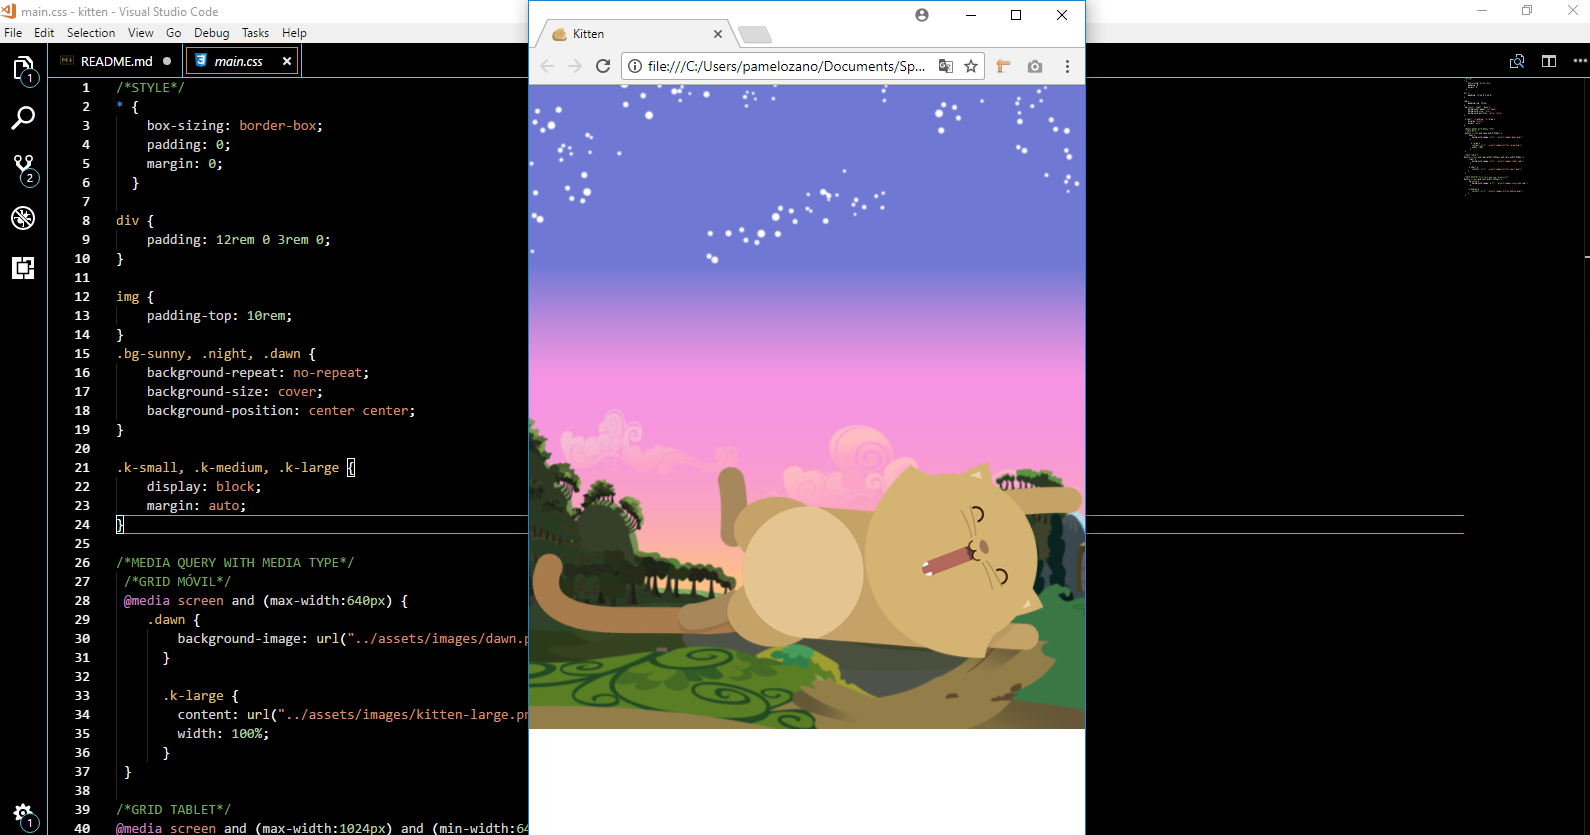 main.css - kitten - Visual Studio Code
File Edit Selection View Go Debug Tasks Help
README.md main.css
Kitten
file:///C:/Users/pamelozano/Documents/Sp...
1 /*STYLE*/
2 * {
3 box-sizing: border-box;
4 padding: 0;
5 margin: 0;
6 }
7
8 div {
9 padding: 12rem 0 3rem 0;
10 }
11
12 img {
13 padding-top: 10rem;
14 }
15 .bg-sunny, .night, .dawn {
16 background-repeat: no-repeat;
17 background-size: cover;
18 background-position: center center;
19 }
20
21 .k-small, .k-medium, .k-large {
22 display: block;
23 margin: auto;
24 }
25
26 /*MEDIA QUERY WITH MEDIA TYPE*/
27 /*GRID MÓVIL*/
28 @media screen and (max-width:640px) {
29 .dawn {
30 background-image: url("../assets/images/dawn.p
31 }
32
33 .k-large {
34 content: url("../assets/images/kitten-large.pn
35 width: 100%;
36 }
37 }
38
39 /*GRID TABLET*/
40 @media screen and (max-width:1024px) and (min-width:64
1
2
1